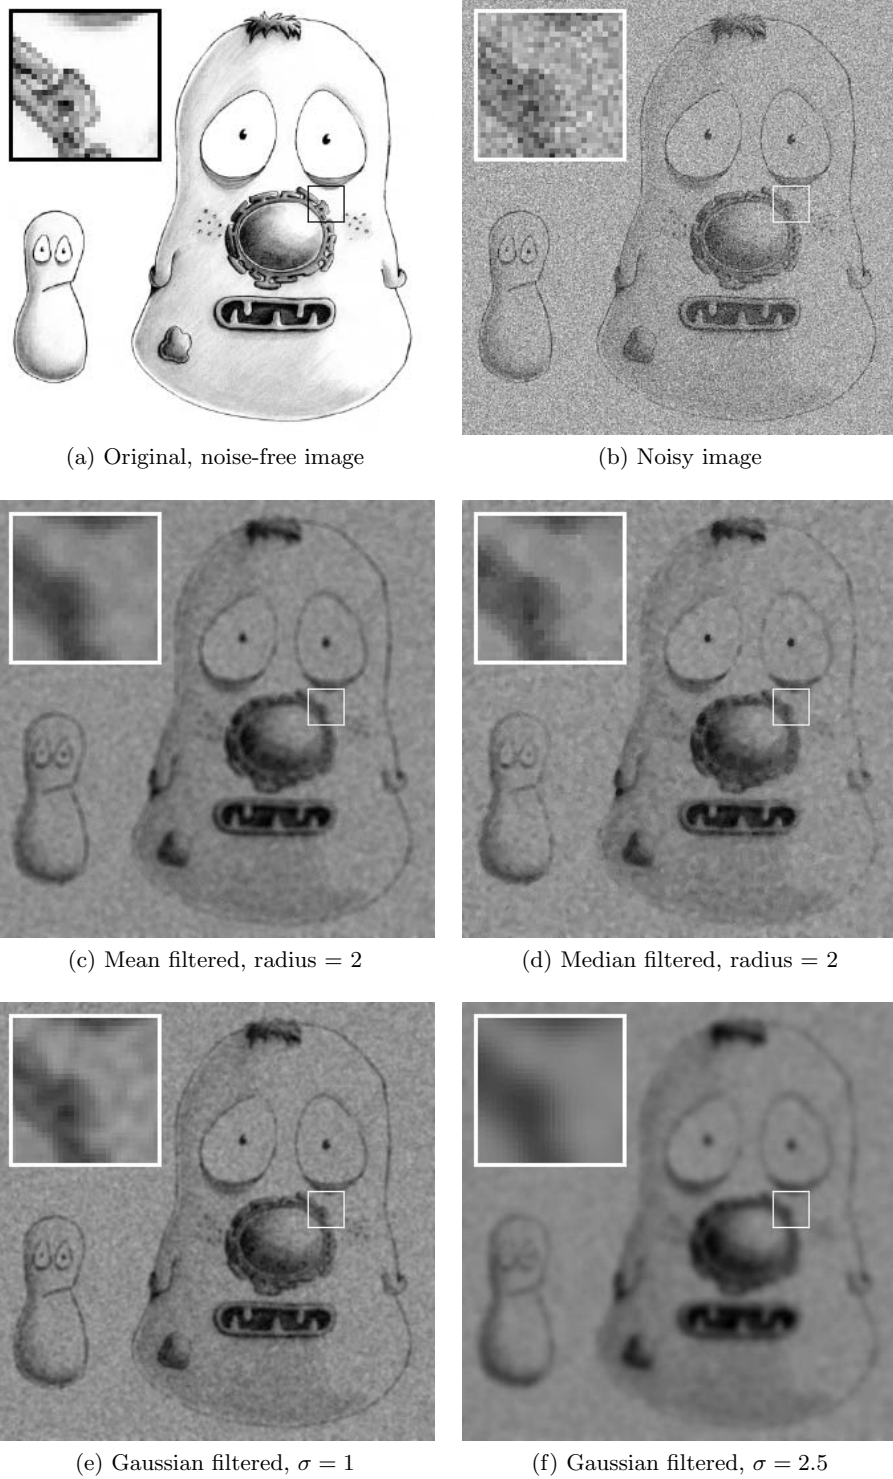 (a) Original, noise-free image
(b) Noisy image
(c) Mean filtered, radius = 2
(d) Median filtered, radius = 2
(e) Gaussian filtered, σ = 1
(f) Gaussian filtered, σ = 2.5